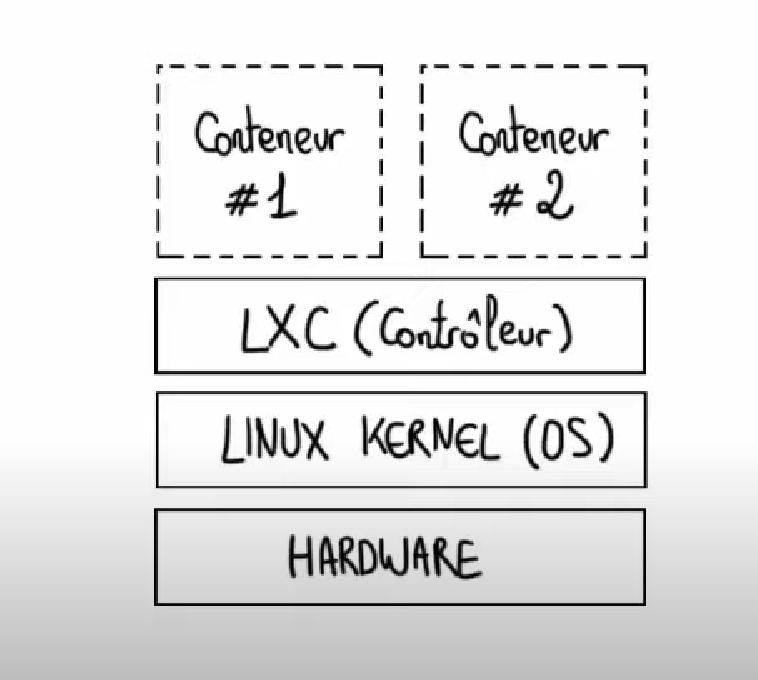 Conteneur
#1
Conteneur
#2
LXC (Contrôleur)
LINUX KERNEL (OS)
HARDWARE